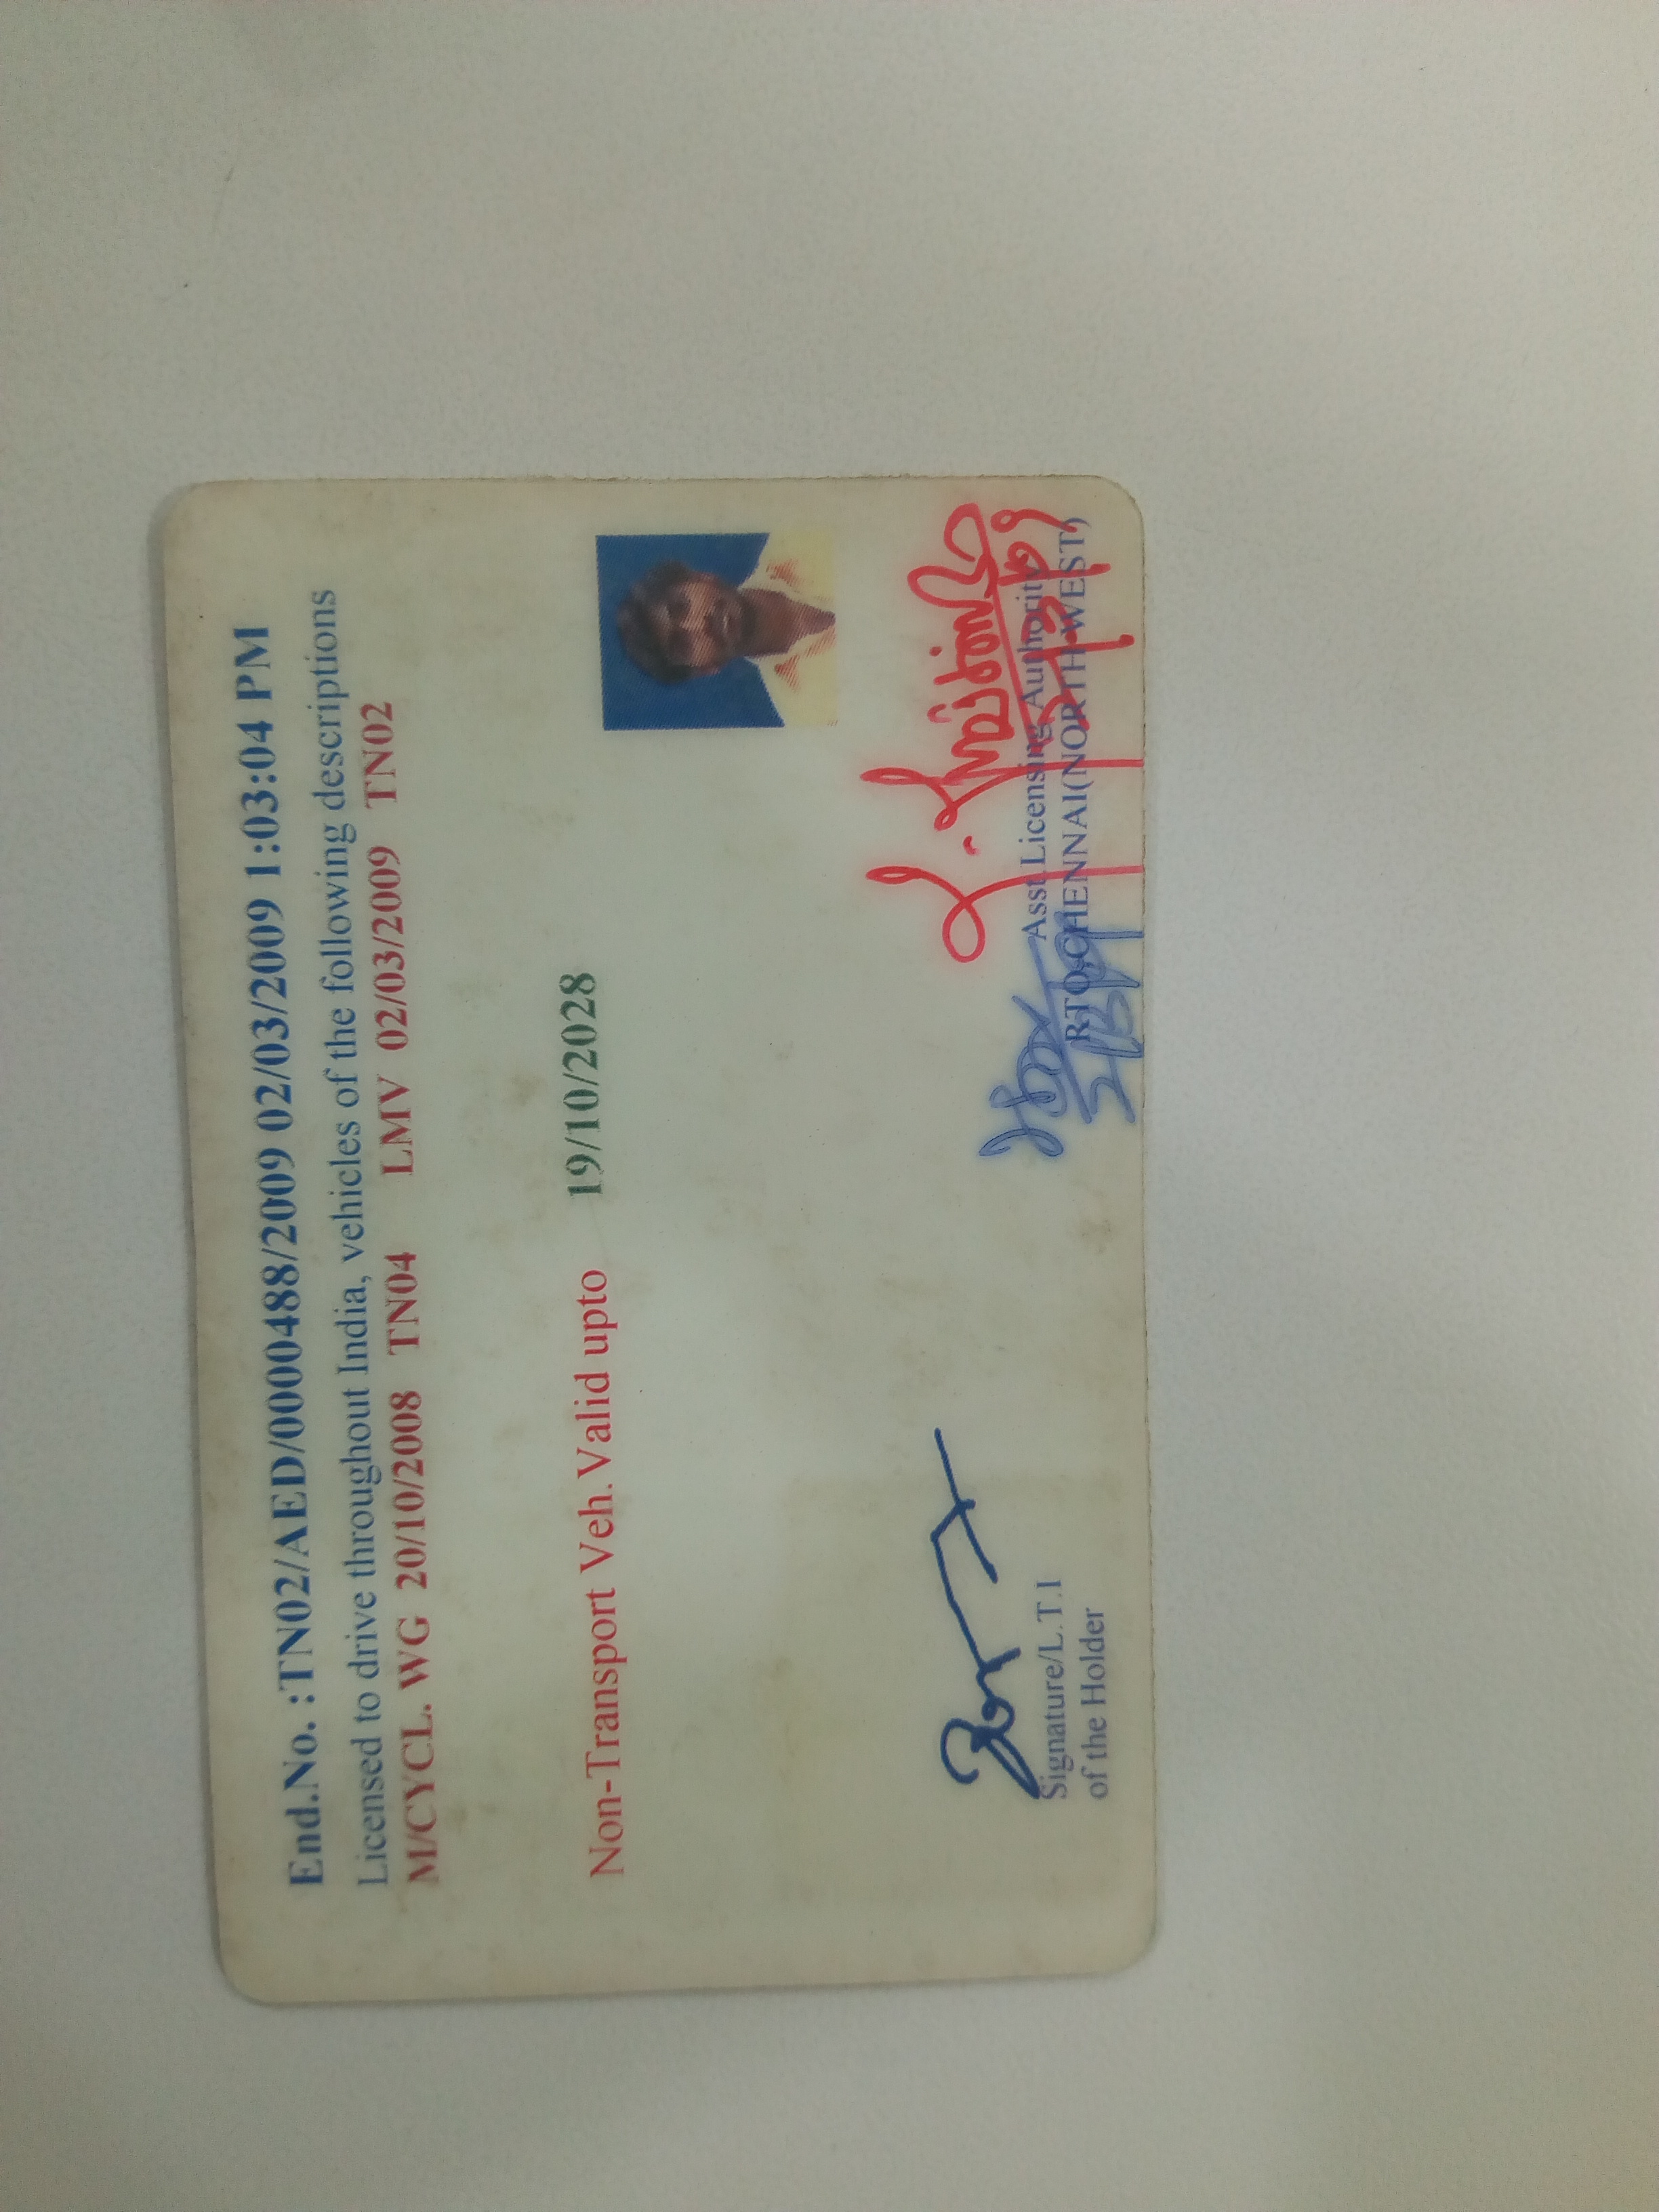 End.No. :TN02/AED/0000488/2009 02/03/2009 1:03:04 PM
Licensed to drive throughout India, vehicles of the following descriptions
M/CYCL. WG 20/10/2008 TN04 LMV 02/03/2009 TN02
Non-Transport Veh. Valid upto 19/10/2028
Signature/L.T.I
of the Holder
Asst.Licensing Authority
RTO,CHENNAI(NORTH WEST)